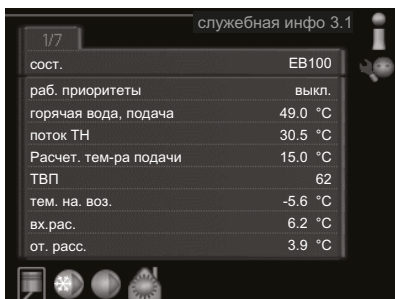 служебная инфо 3.1
1/7
сост. EB100
раб. приоритеты выкл.
горячая вода, подача 49.0 °C
поток ТН 30.5 °C
Расчет. тем-ра подачи 15.0 °C
ТВП 62
тем. на. воз. -5.6 °C
вх.рас. 6.2 °C
от. расс. 3.9 °C